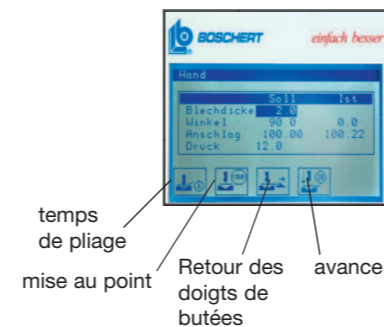 BOSCHERT einfach besser
Hand
Soll Ist
Blechdicke 2.0
Winkel 90.0 0.0
Anschlag 100.00 100.22
Druck 12.0
temps
de pliage
mise au point
Retour des
doigts de
butées
avance